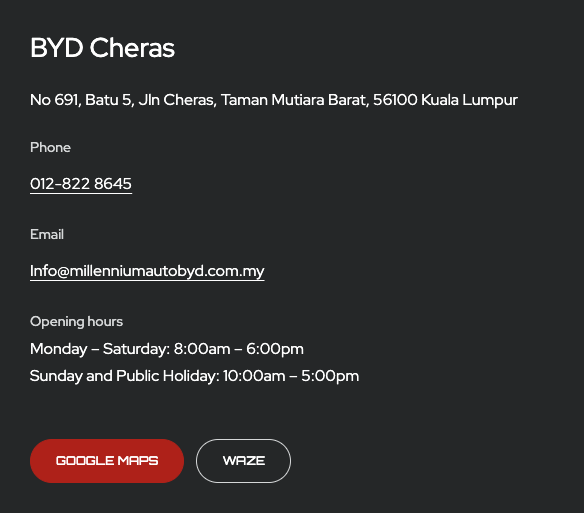 BYD Cheras
No 691, Batu 5, Jln Cheras, Taman Mutiara Barat, 56100 Kuala Lumpur
Phone
012-822 8645
Email
Info@millenniumautobyd.com.my
Opening hours
Monday – Saturday: 8:00am – 6:00pm
Sunday and Public Holiday: 10:00am – 5:00pm
GOOGLE MAPS
WAZE